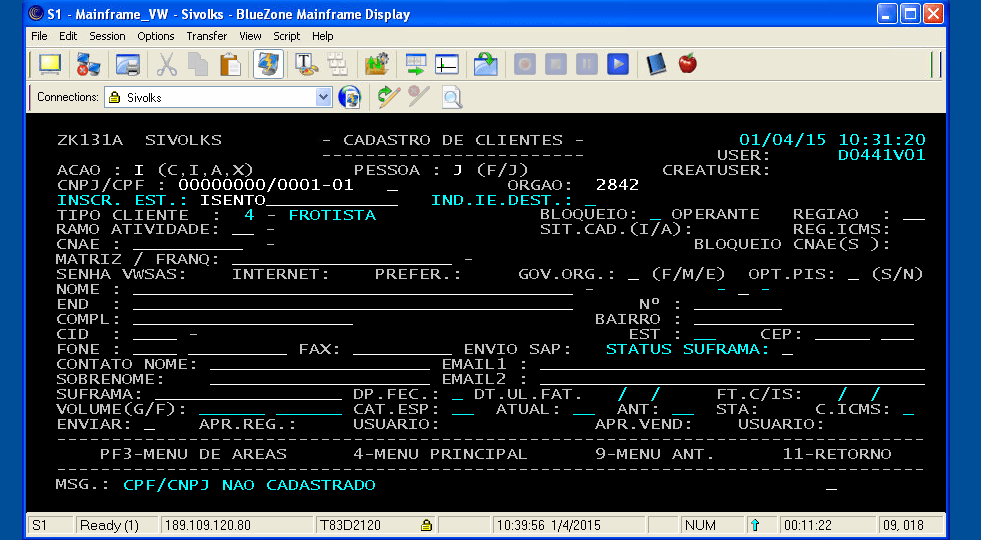 S1 - Mainframe_VW - Sivolks - BlueZone Mainframe Display
File Edit Session Options Transfer View Script Help
Connections: Sivolks
ZK131A SIVOLKS - CADASTRO DE CLIENTES - 01/04/15 10:31:20
------------------------ USER: D0441V01
ACAO : I (C,I,A,X) PESSOA : J (F/J) CREATUSER:
CNPJ/CPF : 00000000/0001-01 _ ORGAO: 2842
INSCR. EST.: ISENTO____________ IND.IE.DEST.: _
TIPO CLIENTE : 4 - FROTISTA BLOQUEIO: _ OPERANTE REGIAO : __
RAMO ATIVIDADE: __ - SIT.CAD.(I/A): REG.ICMS:
CNAE : __________ - BLOQUEIO CNAE(S ):
MATRIZ / FRANQ: ____________________ -
SENHA VWSAS: INTERNET: PREFER.: GOV.ORG.: _ (F/M/E) OPT.PIS: _ (S/N)
NOME : ________________________________________ - - _ -
END : ________________________________________ Nº : ________
COMPL: ____________________ BAIRRO : ____________________
CID : ____ - EST : __ CEP: _____ ___
FONE : ____ _________ FAX: _________ ENVIO SAP: STATUS SUFRAMA: _
CONTATO NOME: ____________________ EMAIL1 : ___________________________________
SOBRENOME: ____________________ EMAIL2 : ___________________________________
SUFRAMA: _________________ DP.FEC.: _ DT.UL.FAT. / / FT.C/IS: / /
VOLUME(G/F): ______ ______ CAT.ESP: __ ATUAL: __ ANT: __ STA: C.ICMS: _
ENVIAR: _ APR.REG.: USUARIO: APR.VEND: USUARIO:
-------------------------------------------------------------------------------
PF3-MENU DE AREAS 4-MENU PRINCIPAL 9-MENU ANT. 11-RETORNO
-------------------------------------------------------------------------------
MSG.: CPF/CNPJ NAO CADASTRADO _
S1 Ready (1) 189.109.120.80 T83D2120 10:39:56 1/4/2015 NUM 00:11:22 09, 018